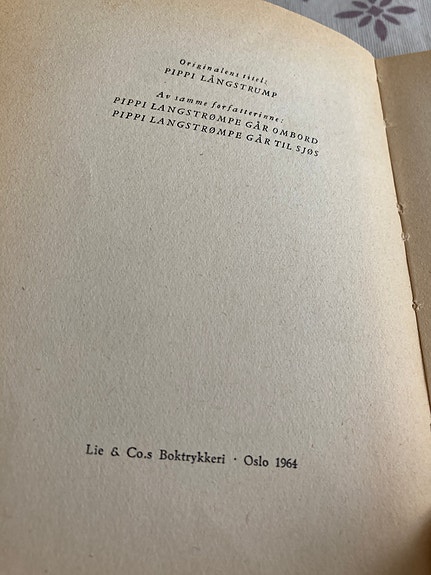 Originalens titel:
PIPPI LÅNGSTRUMP
Av samme forfatterinne:
PIPPI LANGSTRØMPE GÅR OMBORD
PIPPI LANGSTRØMPE GÅR TIL SJØS
Lie & Co.s Boktrykkeri · Oslo 1964